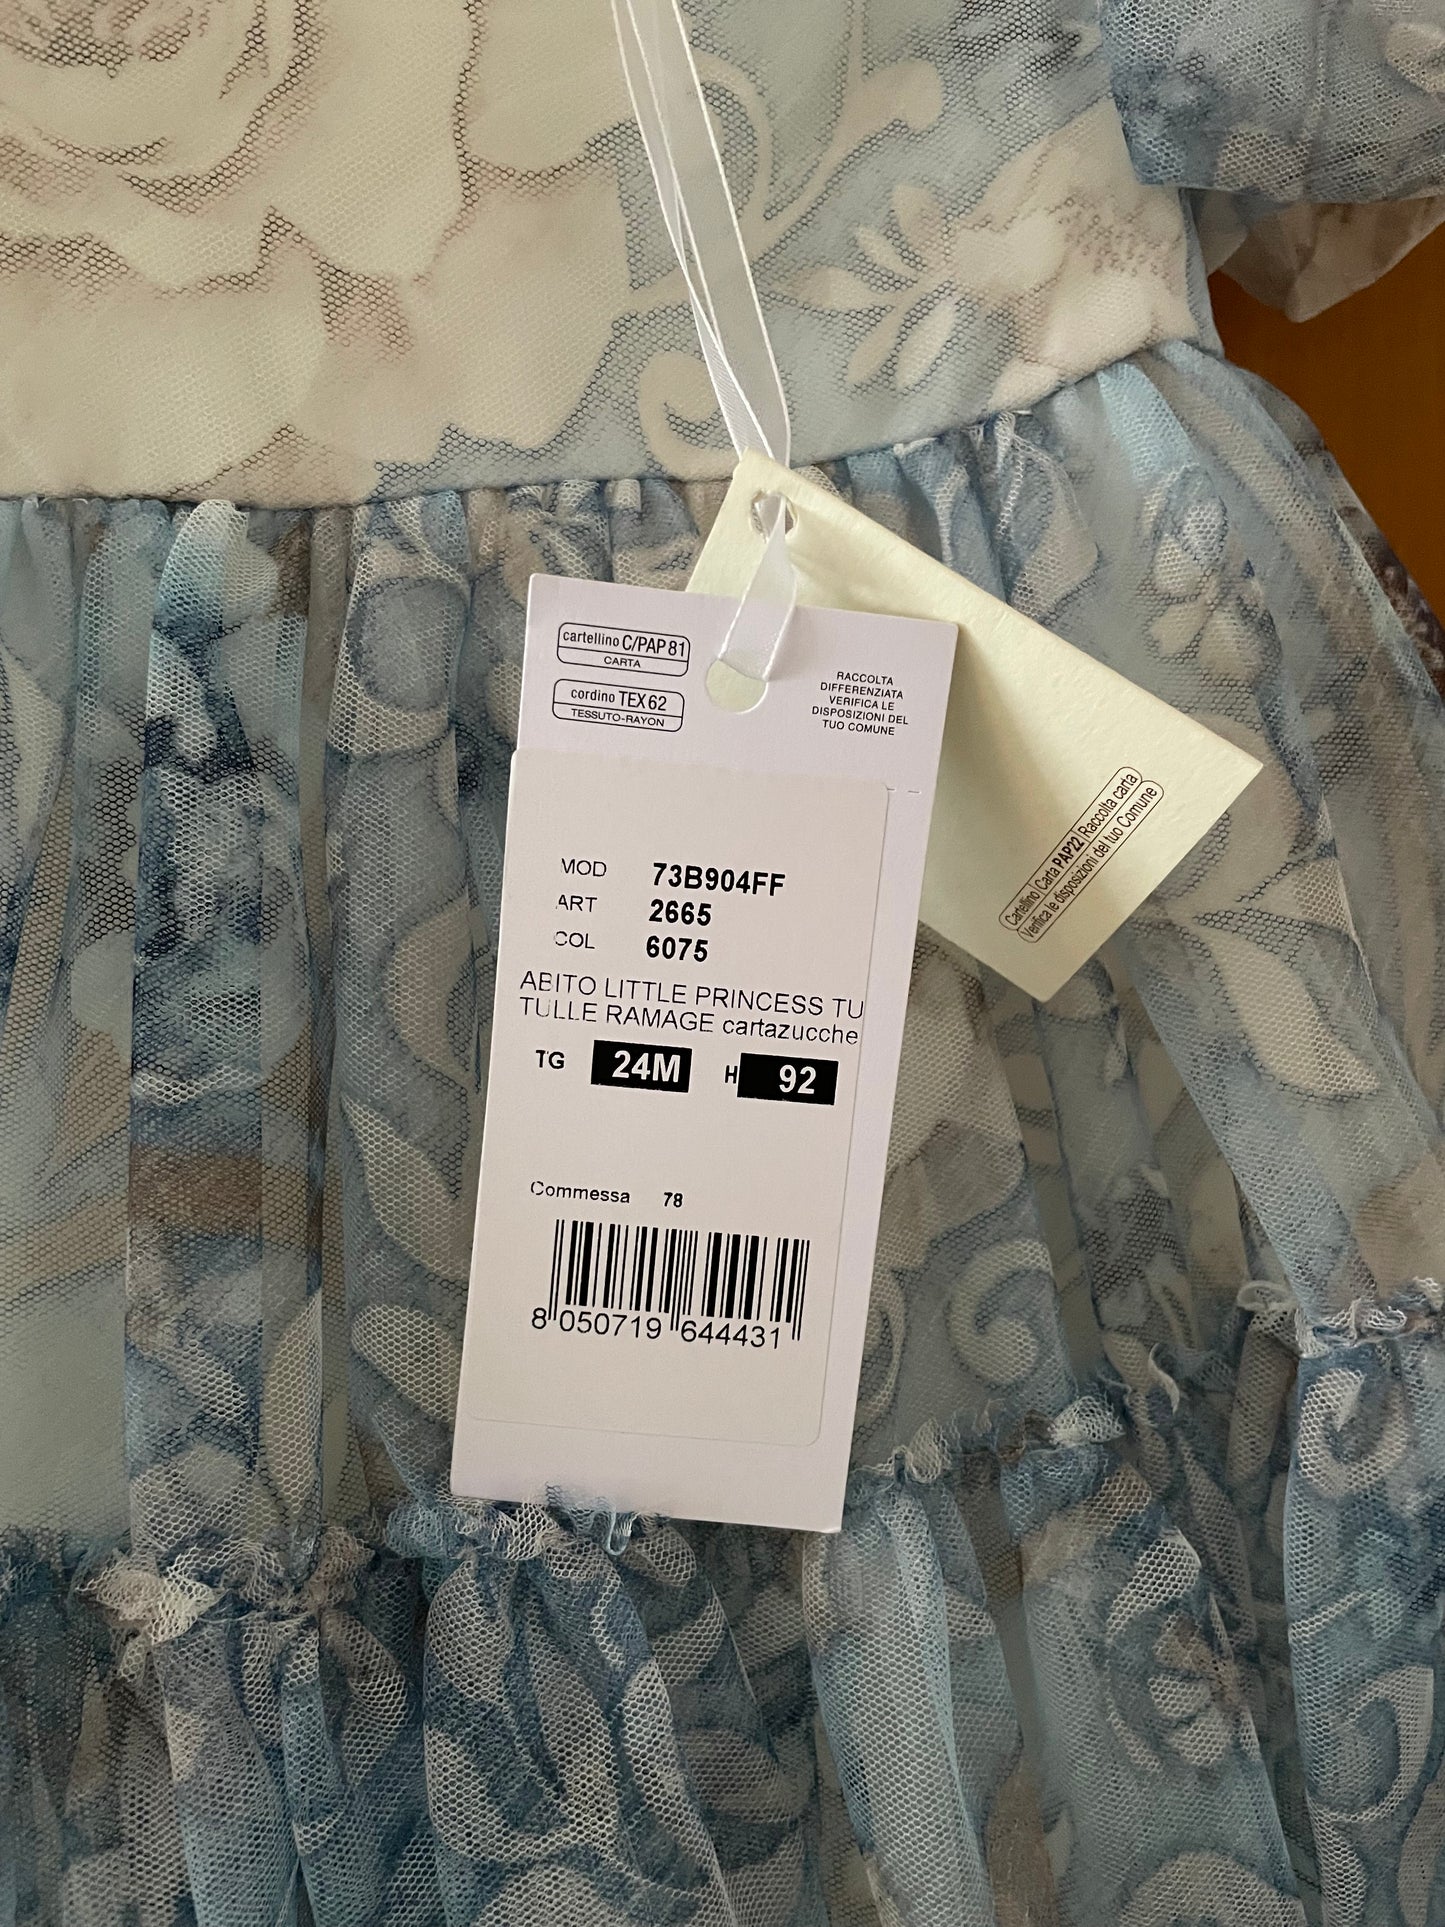 cartellino C/PAP 81
CARTA
cordino TEX 62
TESSUTO-RAYON
RACCOLTA
DIFFERENZIATA
VERIFICA LE
DISPOSIZIONI DEL
TUO COMUNE
Cartellino | Carta PAP22 | Raccolta carta
Verifica le disposizioni del tuo Comune
MOD 73B904FF
ART 2665
COL 6075
ABITO LITTLE PRINCESS TU
TULLE RAMAGE cartazucche
TG 24M H 92
Commessa 78
8 050719 644431